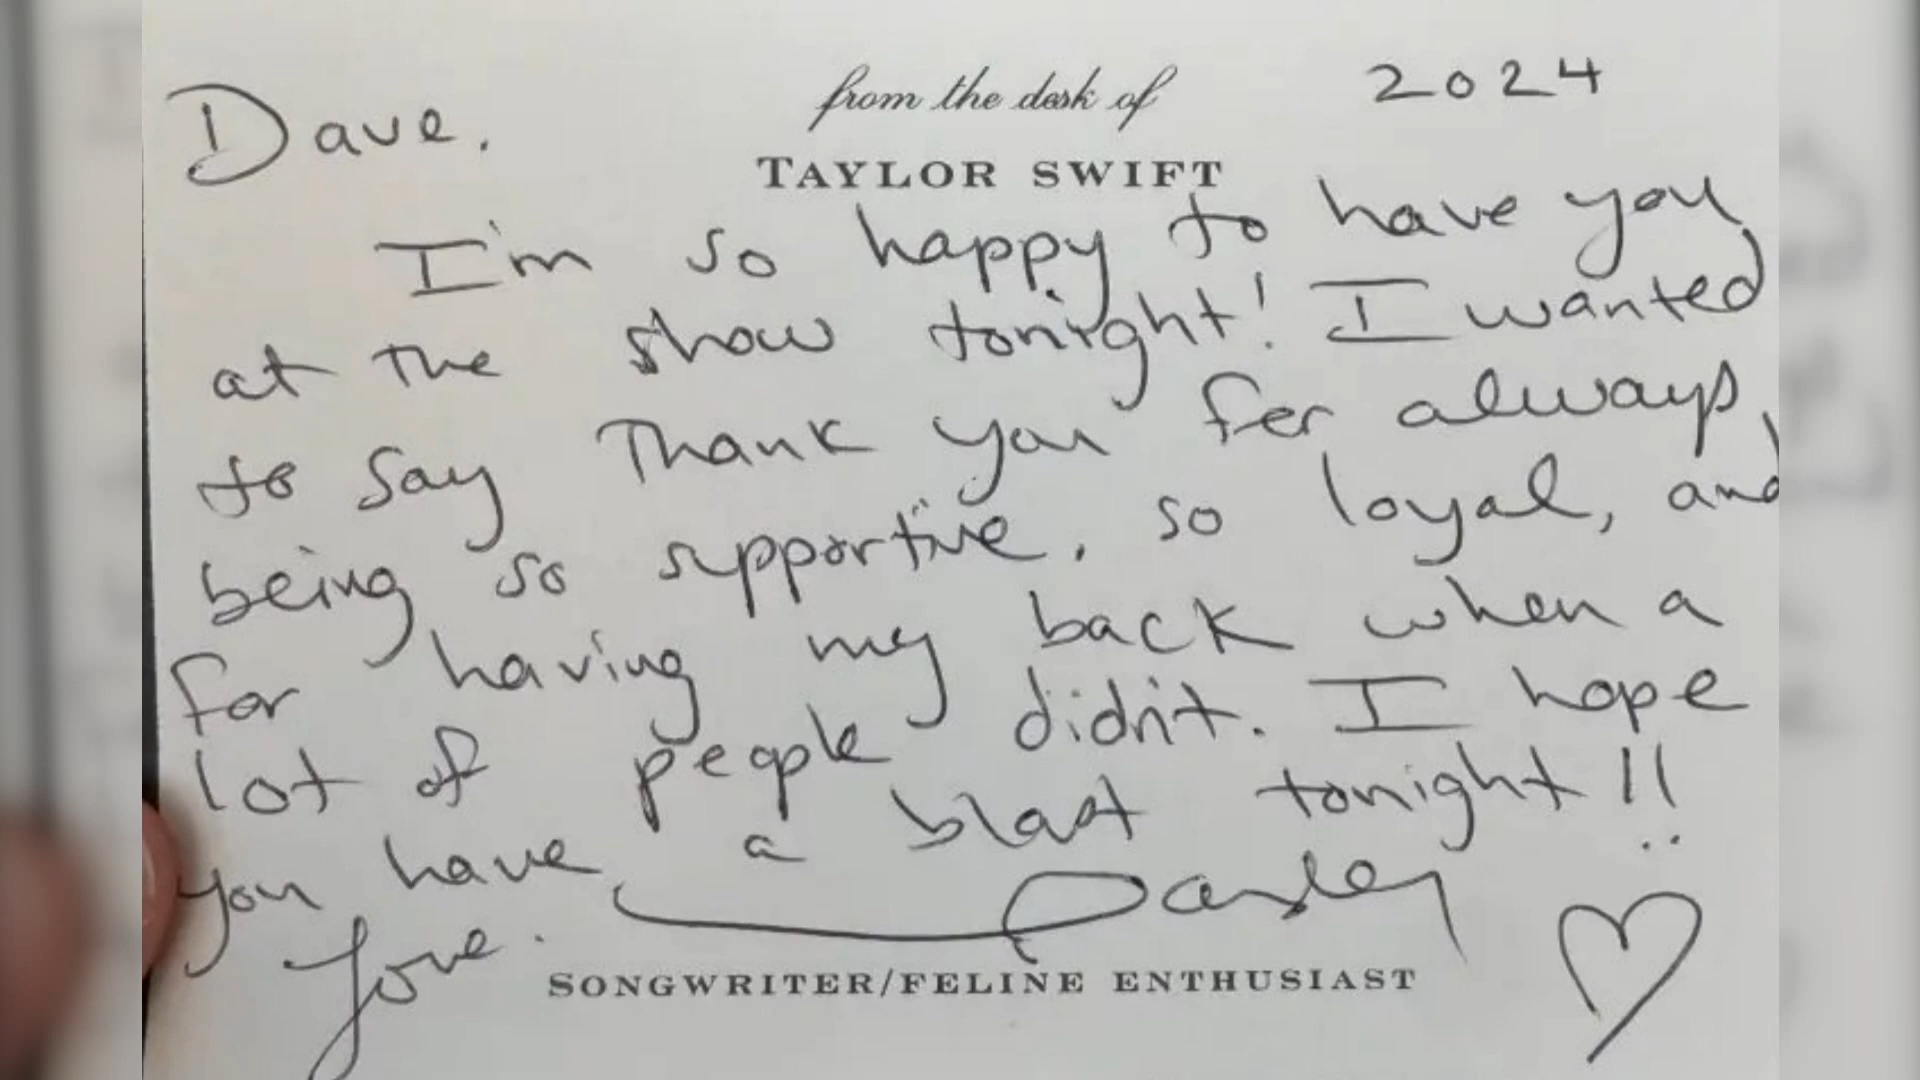 from the desk of
TAYLOR SWIFT
2024
Dave,
I'm so happy to have you
at the show tonight! I wanted
to say Thank you for always
being so supportive, so loyal, and
for having my back when a
lot of people didn't. I hope
you have a blast tonight!!
Love,
SONGWRITER/FELINE ENTHUSIAST